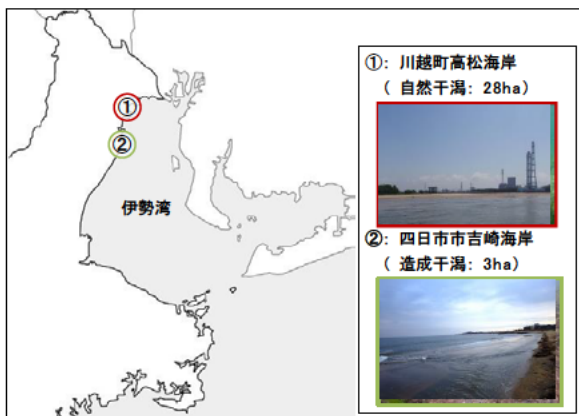 ①
②
伊勢湾
①: 川越町高松海岸
( 自然干潟: 28ha)
②: 四日市市吉崎海岸
( 造成干潟: 3ha)